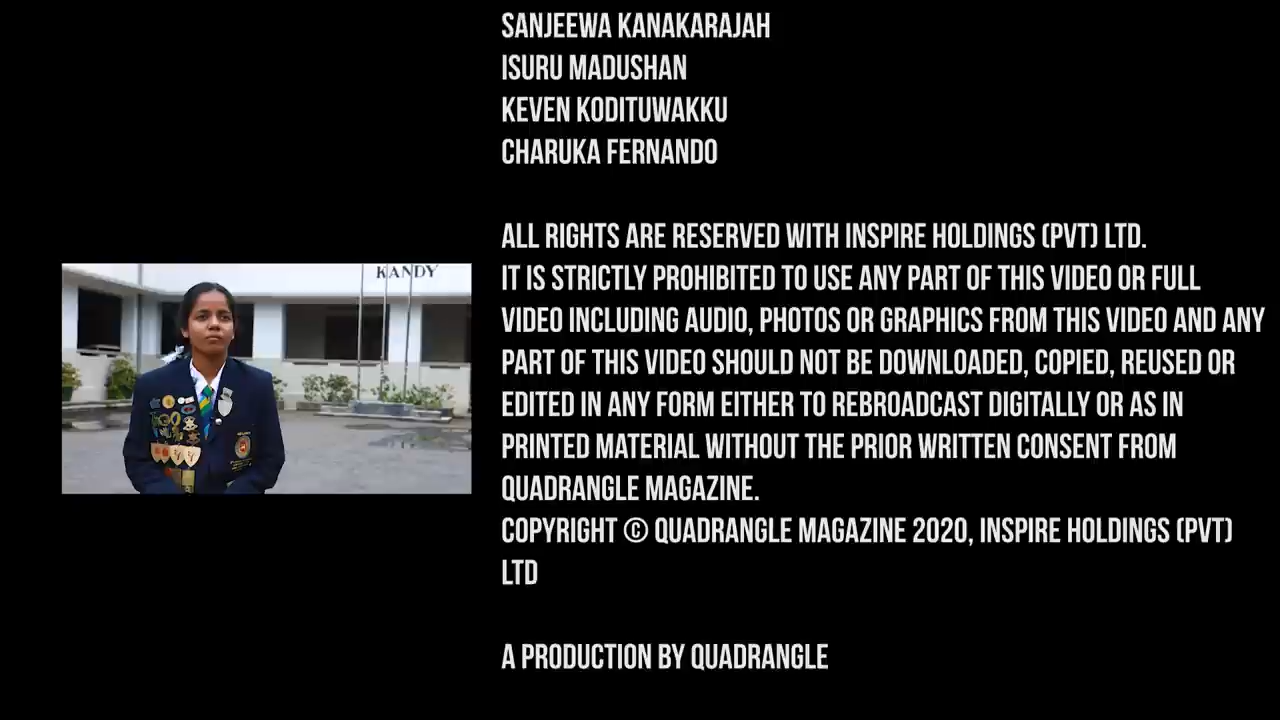 SANJEEWA KANAKARAJAH
ISURU MADUSHAN
KEVEN KODITUWAKKU
CHARUKA FERNANDO
ALL RIGHTS ARE RESERVED WITH INSPIRE HOLDINGS (PVT) LTD.
IT IS STRICTLY PROHIBITED TO USE ANY PART OF THIS VIDEO OR FULL
VIDEO INCLUDING AUDIO, PHOTOS OR GRAPHICS FROM THIS VIDEO AND ANY
PART OF THIS VIDEO SHOULD NOT BE DOWNLOADED, COPIED, REUSED OR
EDITED IN ANY FORM EITHER TO REBROADCAST DIGITALLY OR AS IN
PRINTED MATERIAL WITHOUT THE PRIOR WRITTEN CONSENT FROM
QUADRANGLE MAGAZINE.
COPYRIGHT © QUADRANGLE MAGAZINE 2020, INSPIRE HOLDINGS (PVT)
LTD
A PRODUCTION BY QUADRANGLE
KANDY